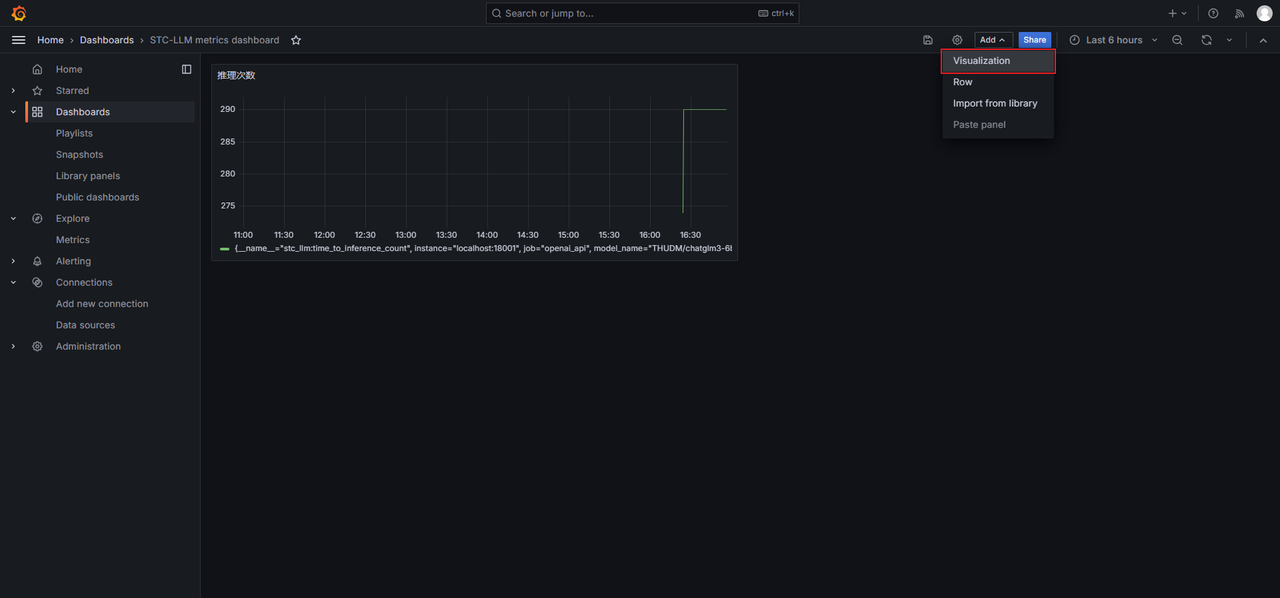 Search or jump to... ctrl+k
Home › Dashboards › STC-LLM metrics dashboard Add Share Last 6 hours
Home
Starred
Dashboards
Playlists
Snapshots
Library panels
Public dashboards
Explore
Metrics
Alerting
Connections
Add new connection
Data sources
Administration
推理次数
290
285
280
275
11:00 11:30 12:00 12:30 13:00 13:30 14:00 14:30 15:00 15:30 16:00 16:30
{__name__="stc_llm:time_to_inference_count", instance="localhost:18001", job="openai_api", model_name="THUDM/chatglm3-6b
Visualization
Row
Import from library
Paste panel